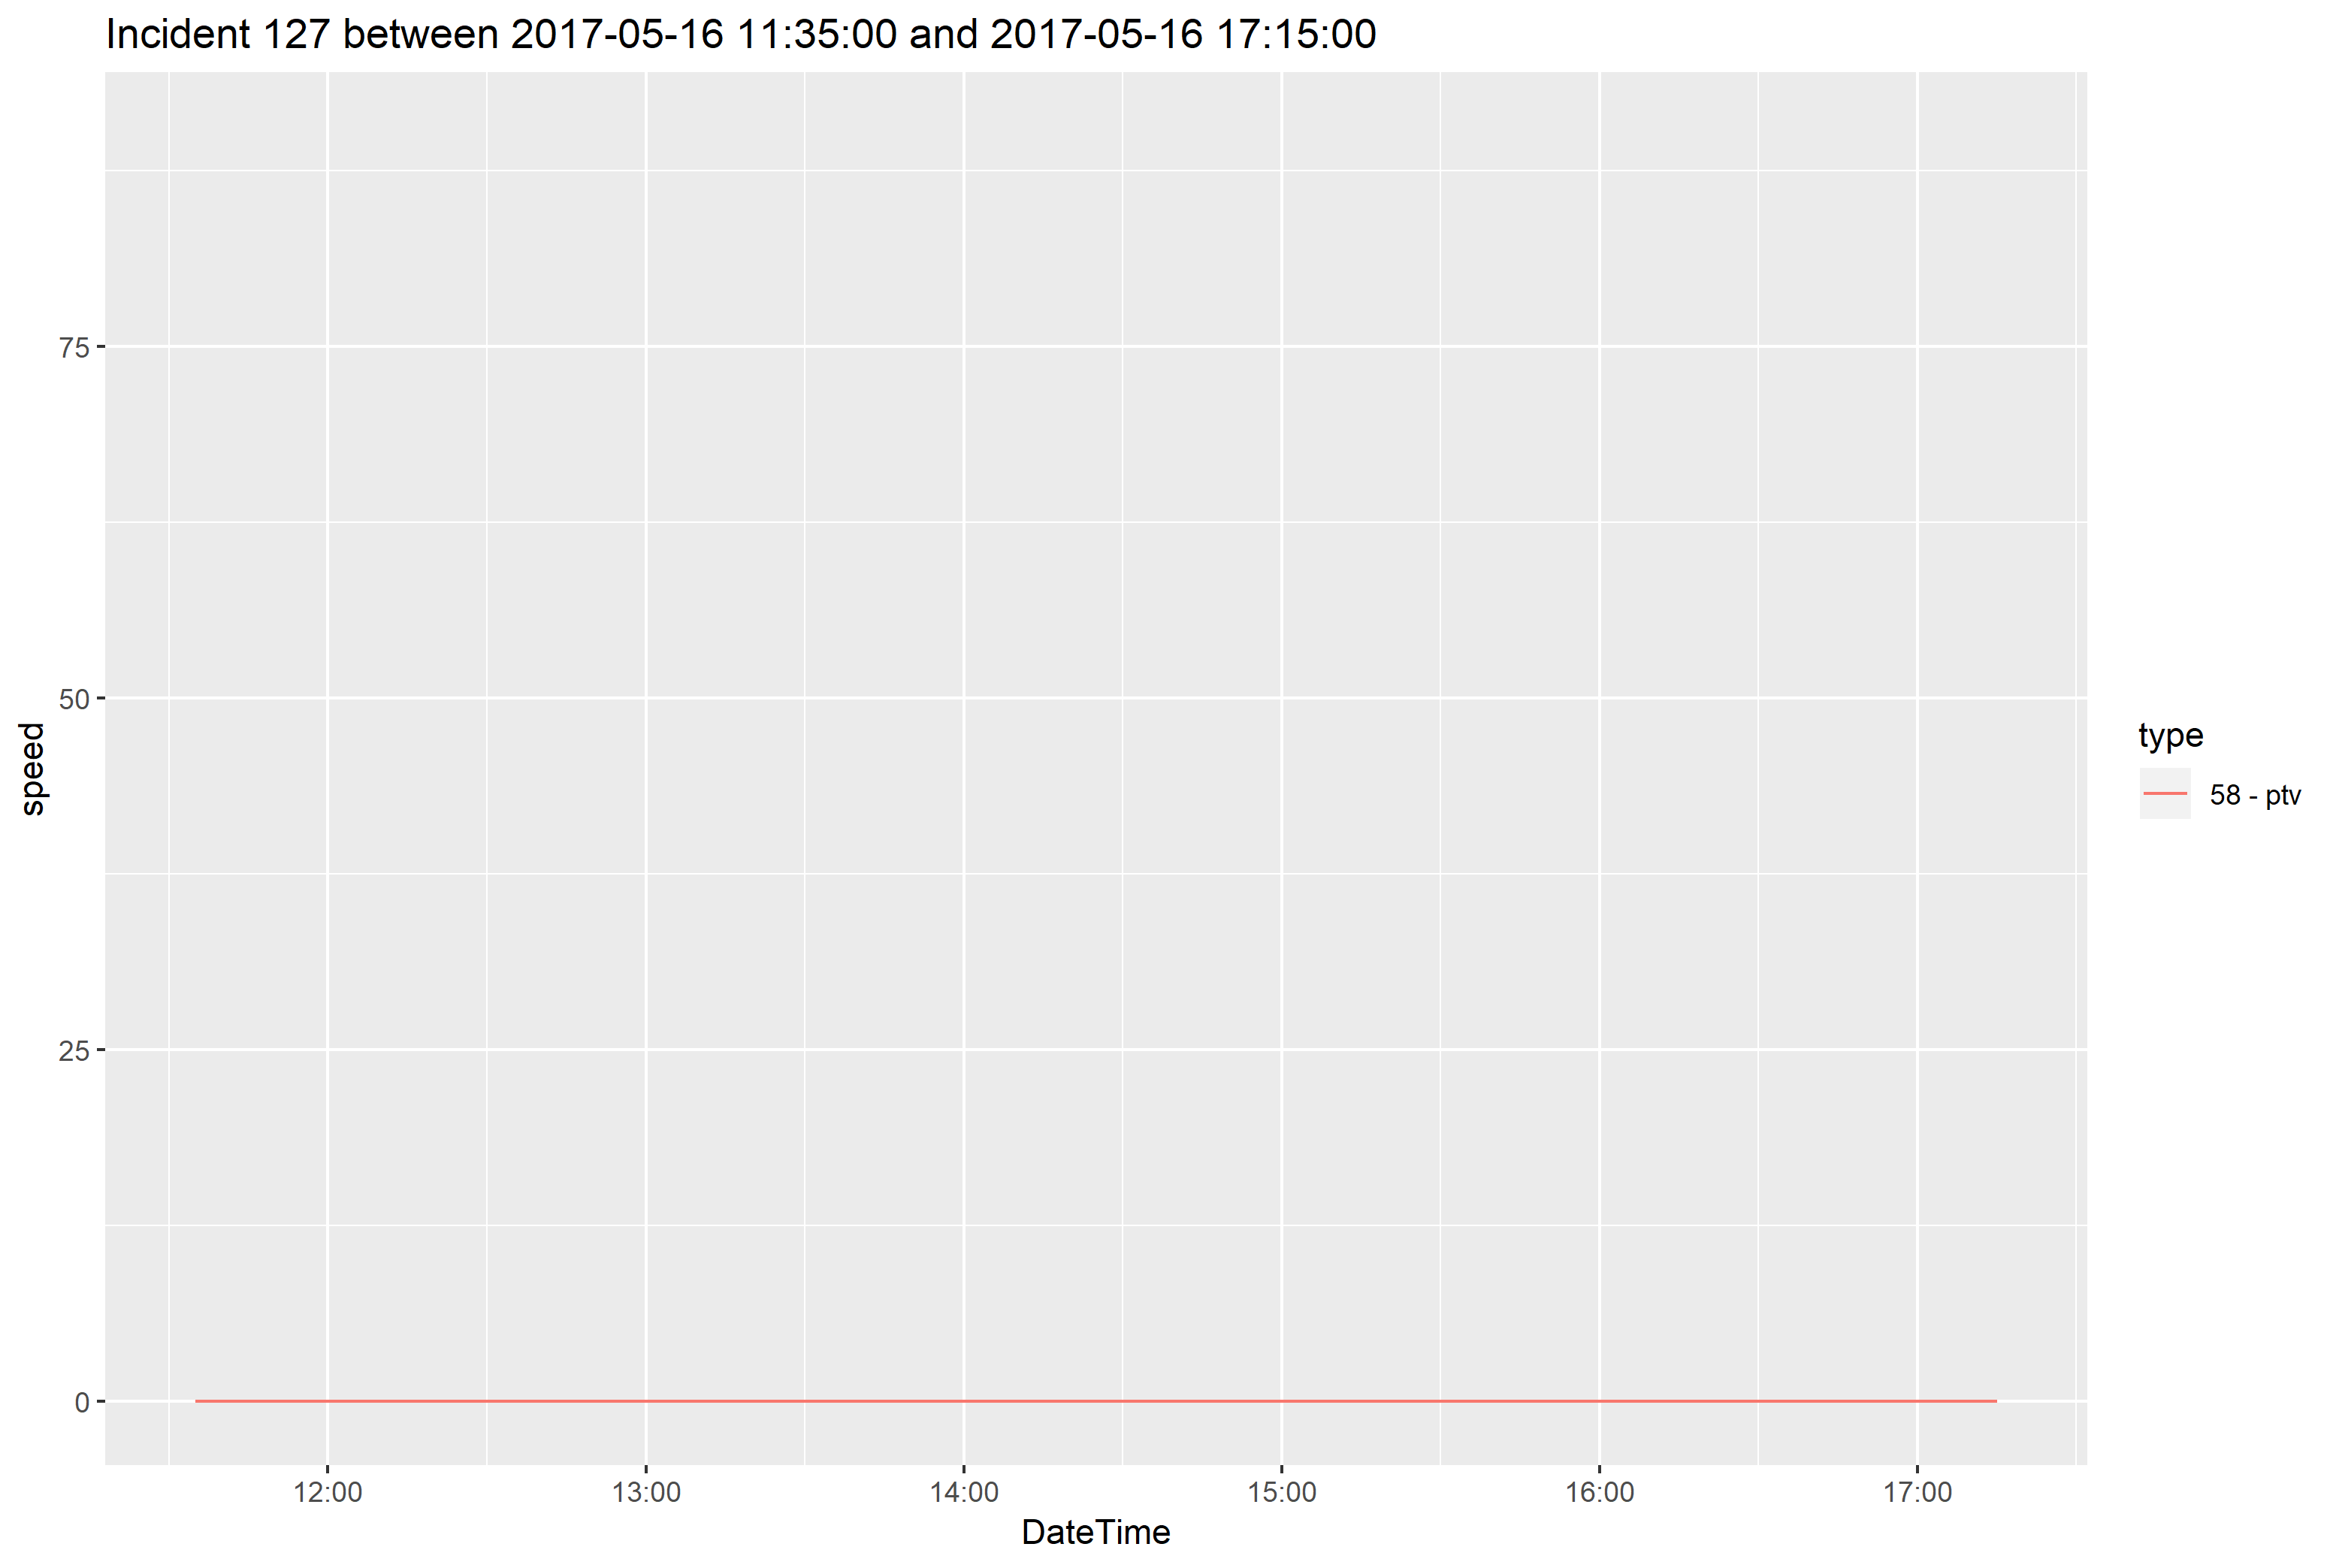 Incident 127 between 2017-05-16 11:35:00 and 2017-05-16 17:15:00
75
50
25
0
speed
12:00 13:00 14:00 15:00 16:00 17:00
DateTime
type
58 - ptv